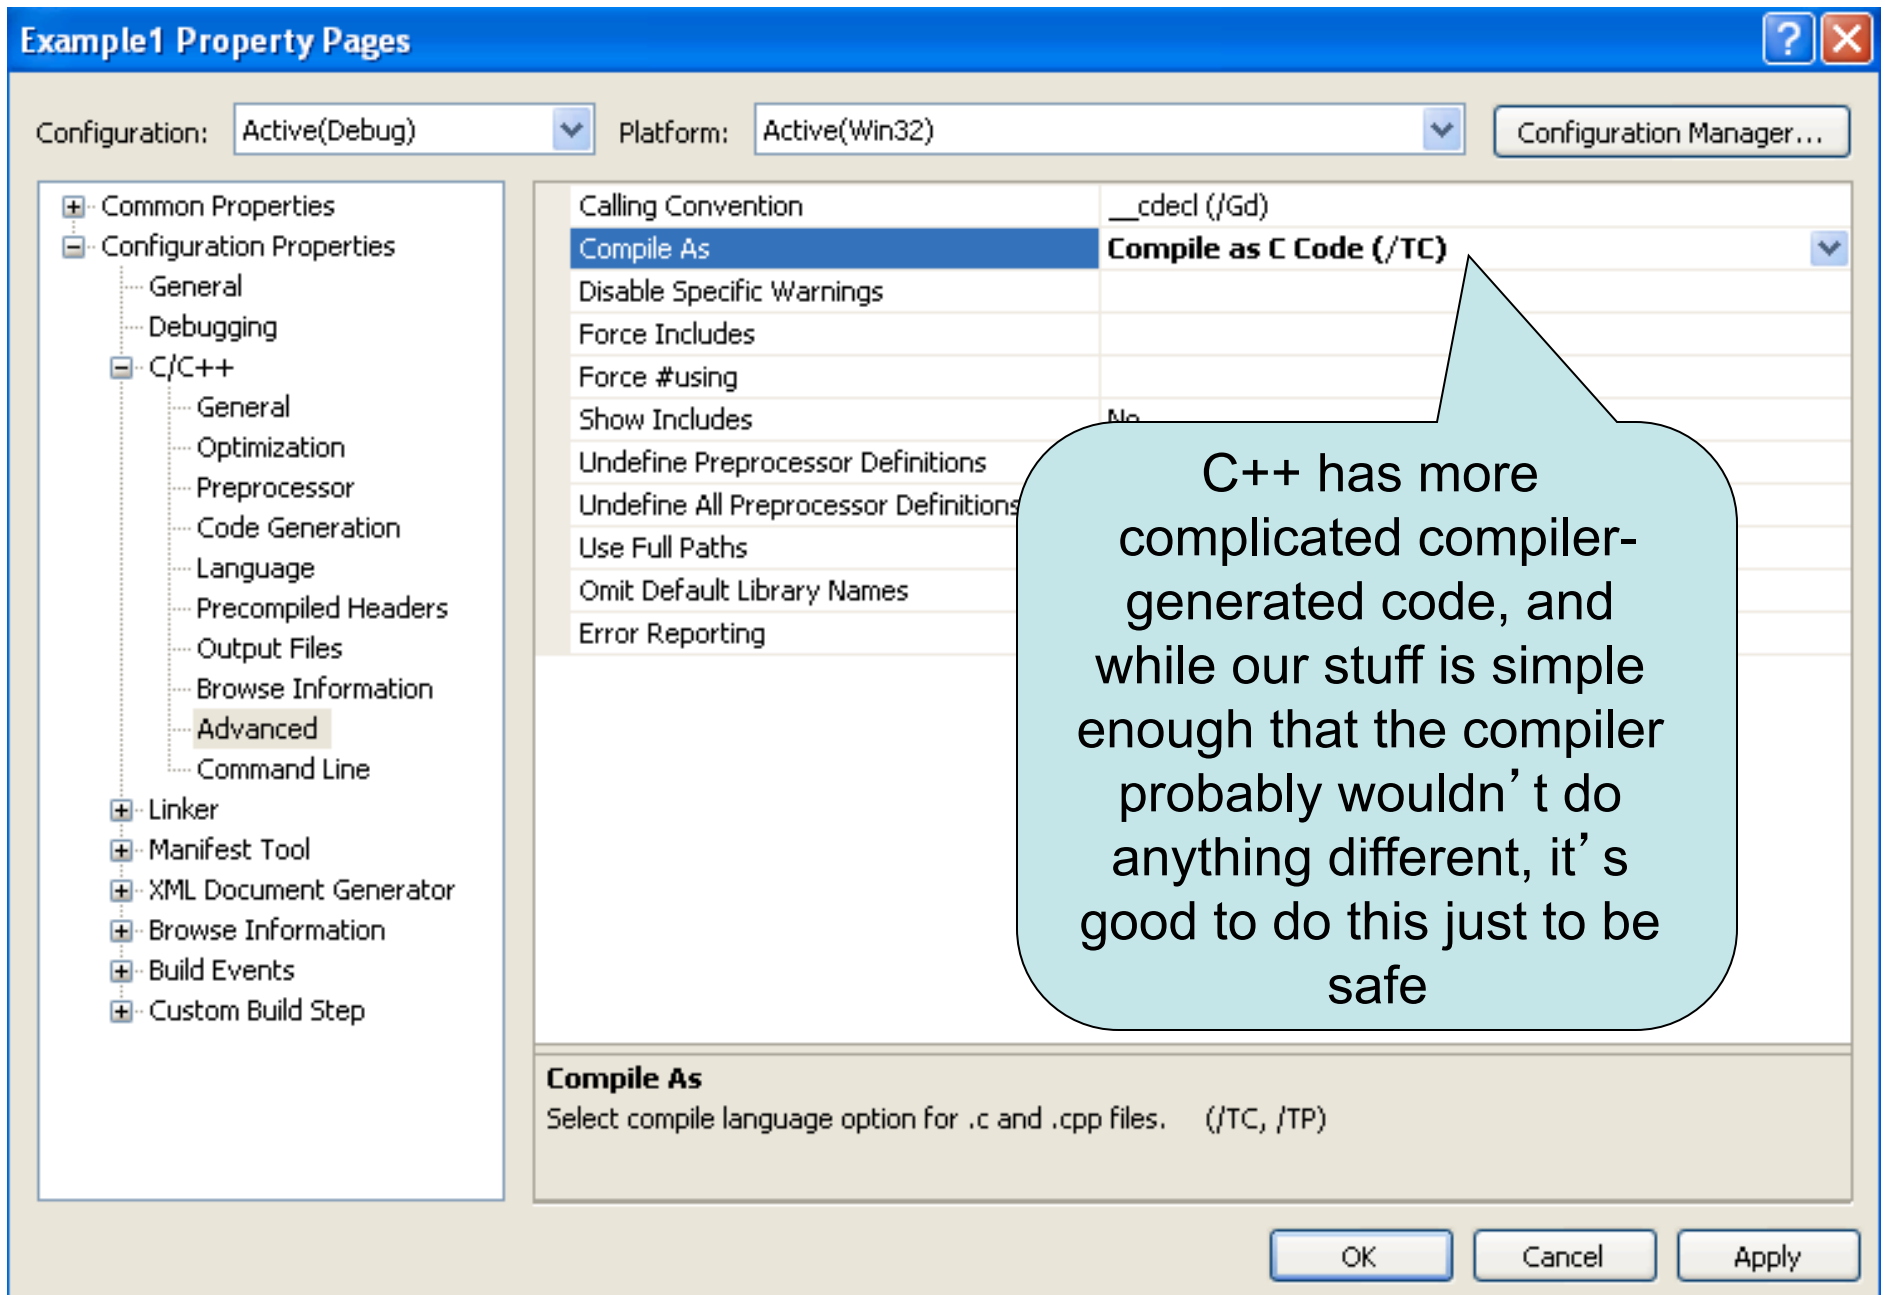 Example1 Property Pages
Configuration: Active(Debug) Platform: Active(Win32) Configuration Manager...
Common Properties
Configuration Properties
General
Debugging
C/C++
General
Optimization
Preprocessor
Code Generation
Language
Precompiled Headers
Output Files
Browse Information
Advanced
Command Line
Linker
Manifest Tool
XML Document Generator
Browse Information
Build Events
Custom Build Step
Calling Convention __cdecl (/Gd)
Compile As Compile as C Code (/TC)
Disable Specific Warnings
Force Includes
Force #using
Show Includes No
Undefine Preprocessor Definitions
Undefine All Preprocessor Definitions
Use Full Paths
Omit Default Library Names
Error Reporting
C++ has more
complicated compiler-
generated code, and
while our stuff is simple
enough that the compiler
probably wouldn’t do
anything different, it’s
good to do this just to be
safe
Compile As
Select compile language option for .c and .cpp files. (/TC, /TP)
OK Cancel Apply